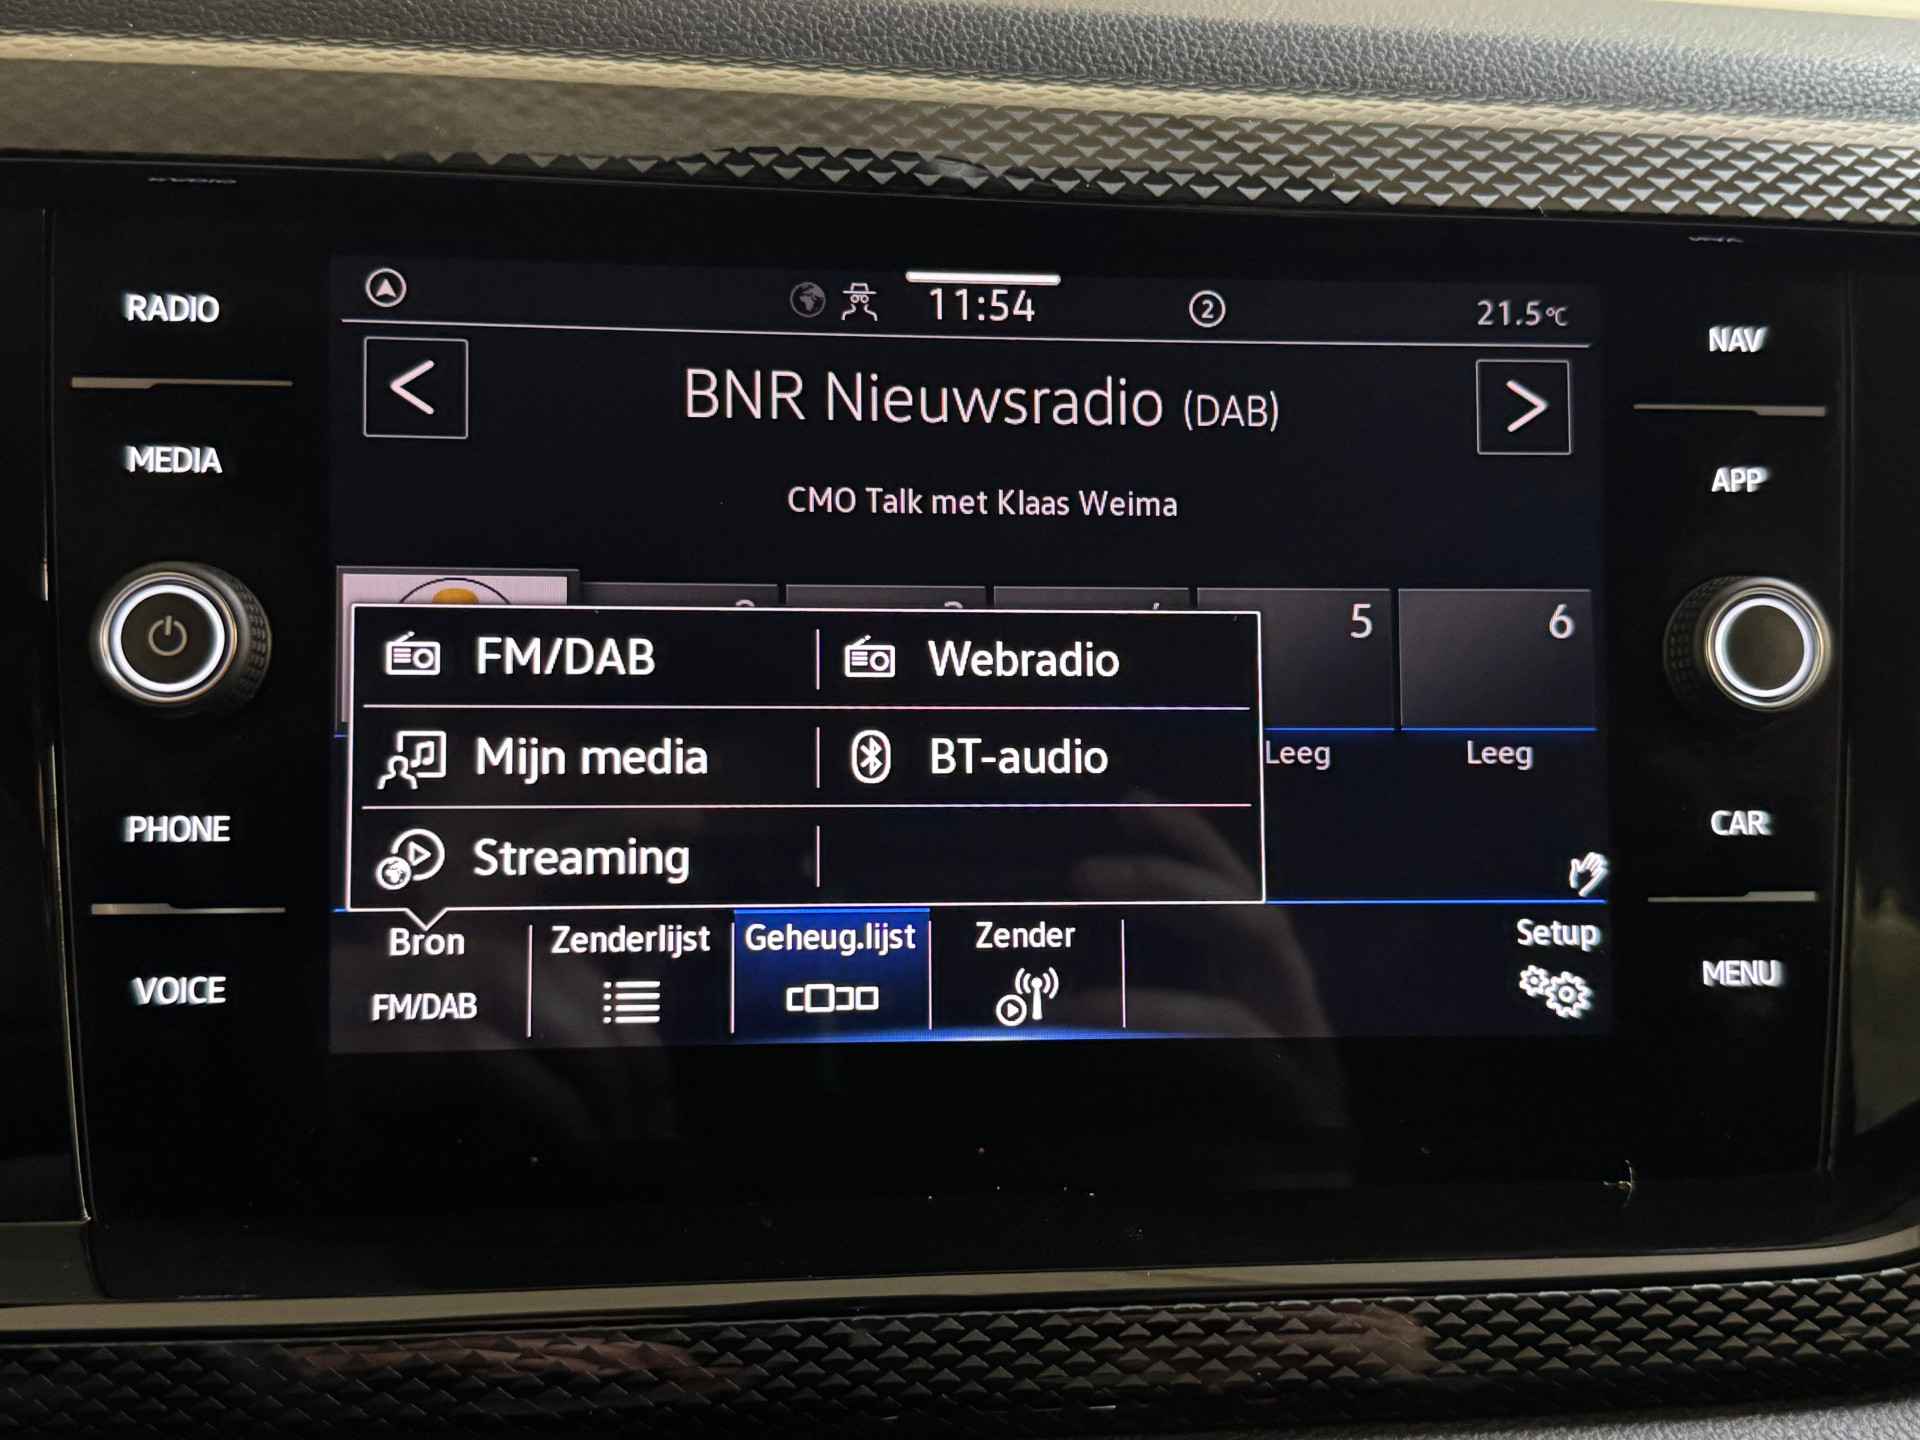 RADIO
MEDIA
PHONE
VOICE
11:54
2
21.5°C
BNR Nieuwsradio (DAB)
CMO Talk met Klaas Weima
5
6
FM/DAB
Webradio
Mijn media
BT-audio
Streaming
Leeg
Leeg
Bron
FM/DAB
Zenderlijst
Geheug.lijst
Zender
Setup
NAV
APP
CAR
MENU